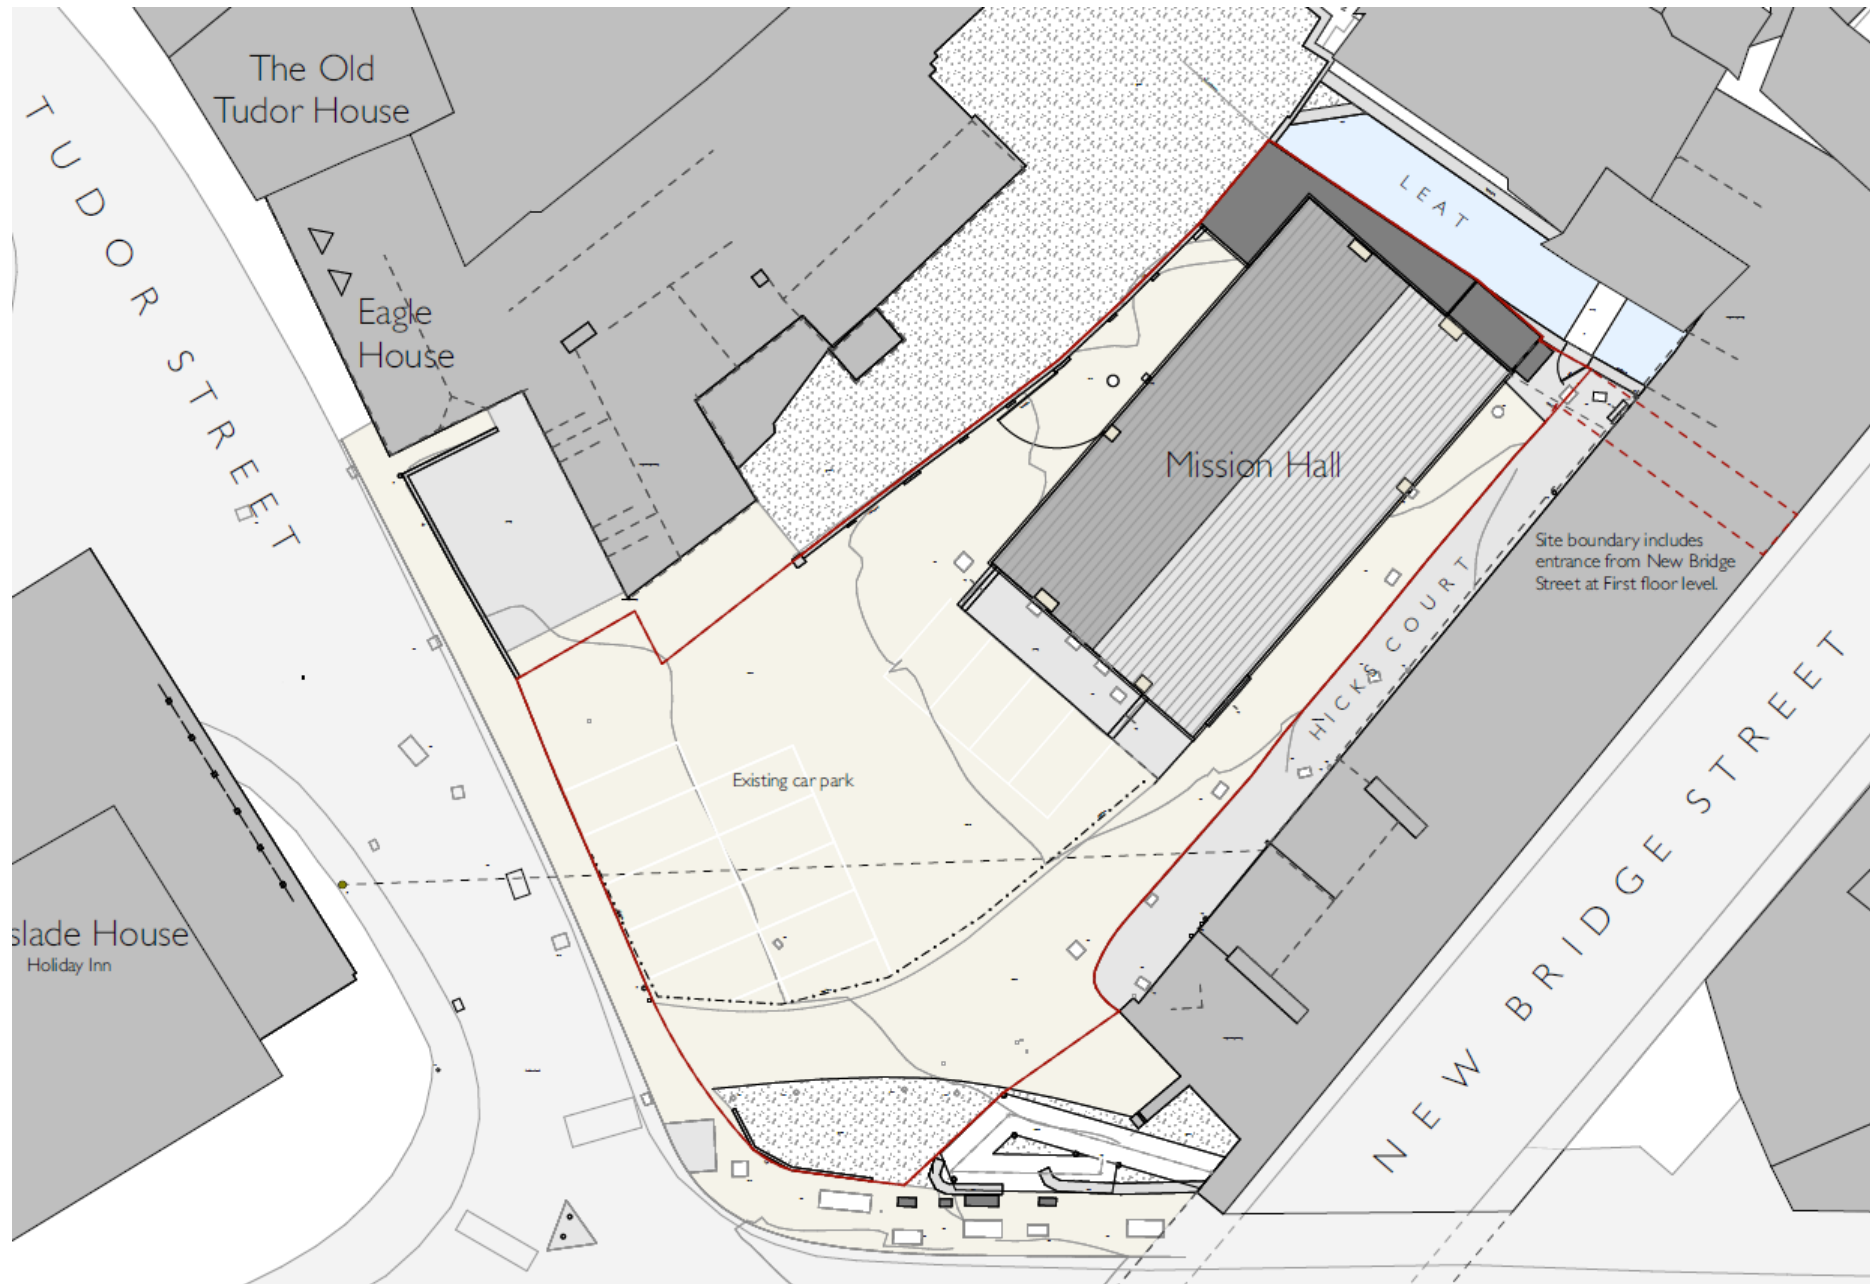 The Old
Tudor House
TUDOR STREET
Eagle
House
LEAT
Mission Hall
Site boundary includes
entrance from New Bridge
Street at First floor level.
HICKS COURT
Existing car park
NEW BRIDGE STREET
slade House
Holiday Inn